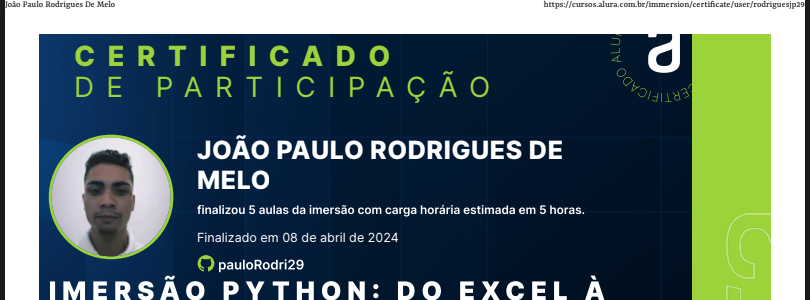 João Paulo Rodrigues De Melo https://cursos.alura.com.br/immersion/certificate/user/rodriguesjp29
CERTIFICADO
DE PARTICIPAÇÃO
a
CERTIFICADO
JOÃO PAULO RODRIGUES DE
MELO
finalizou 5 aulas da imersão com carga horária estimada em 5 horas.
Finalizado em 08 de abril de 2024
pauloRodri29
IMERSÃO PYTHON: DO EXCEL À